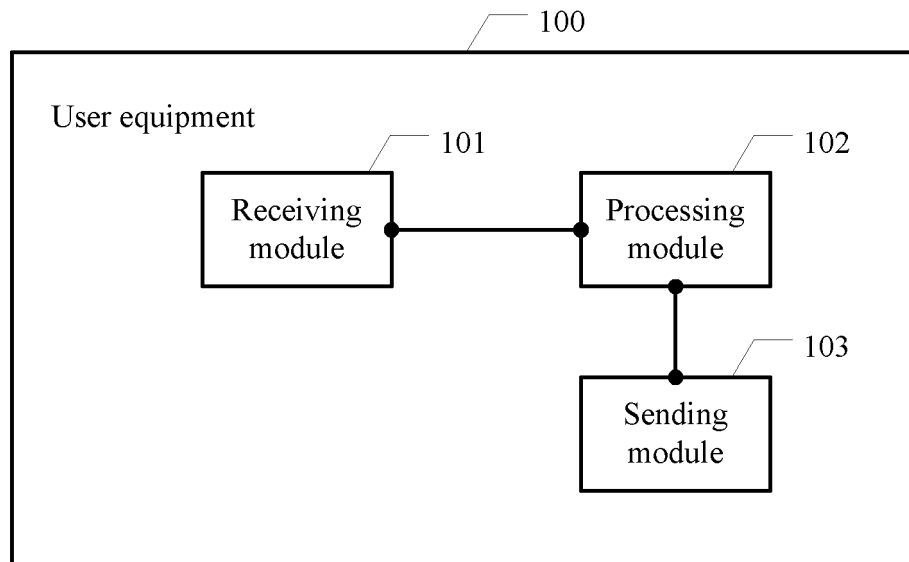 100
User equipment
101
102
Receiving
module
Processing
module
103
Sending
module